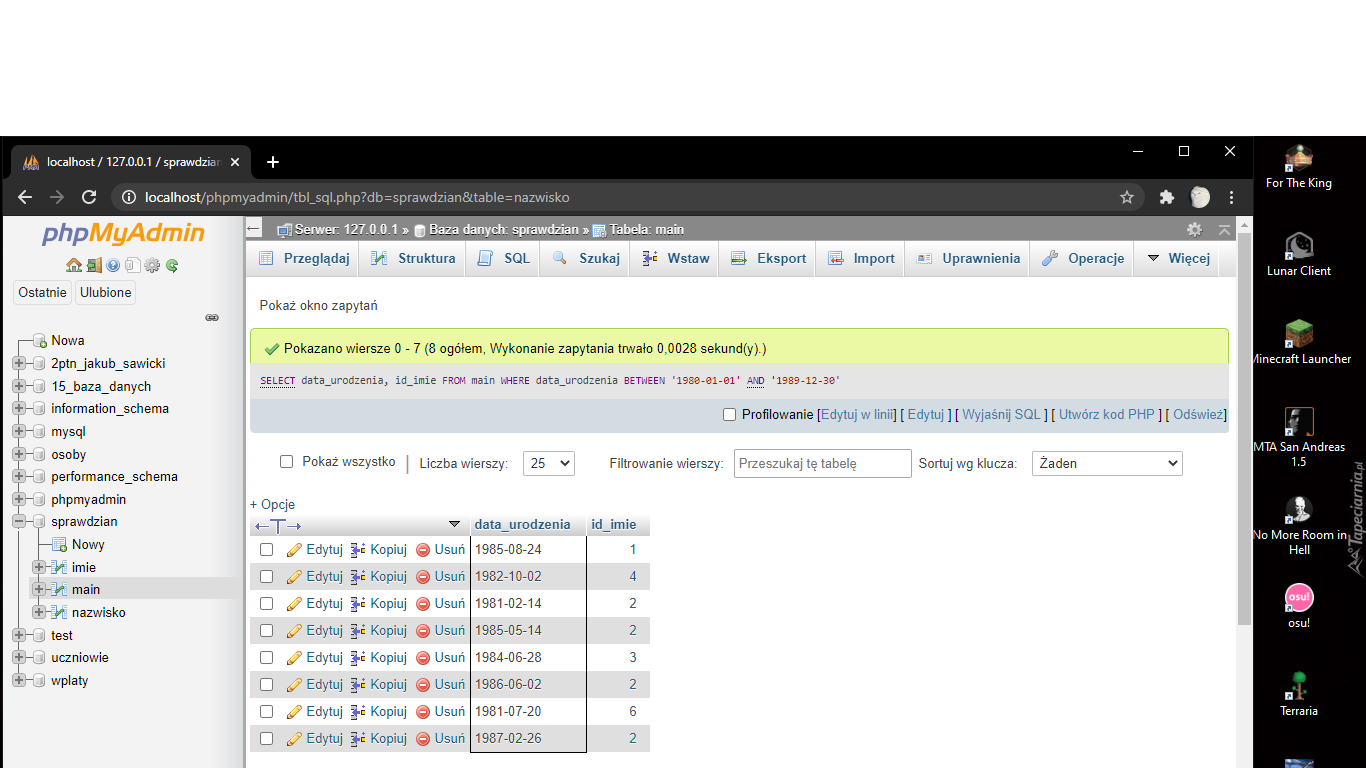 localhost / 127.0.0.1 / sprawdzian
localhost/phpmyadmin/tbl_sql.php?db=sprawdzian&table=nazwisko
phpMyAdmin
Ostatnie Ulubione
Nowa
2ptn_jakub_sawicki
15_baza_danych
information_schema
mysql
osoby
performance_schema
phpmyadmin
sprawdzian
Nowy
imie
main
nazwisko
test
uczniowie
wplaty
Serwer: 127.0.0.1 » Baza danych: sprawdzian » Tabela: main
Przeglądaj Struktura SQL Szukaj Wstaw Eksport Import Uprawnienia Operacje Więcej
Pokaż okno zapytań
Pokazano wiersze 0 - 7 (8 ogółem, Wykonanie zapytania trwało 0,0028 sekund(y).)
SELECT data_urodzenia, id_imie FROM main WHERE data_urodzenia BETWEEN '1980-01-01' AND '1989-12-30'
Profilowanie [Edytuj w linii] [ Edytuj ] [ Wyjaśnij SQL ] [ Utwórz kod PHP ] [ Odśwież]
Pokaż wszystko | Liczba wierszy: 25 Filtrowanie wierszy: Przeszukaj tę tabelę Sortuj wg klucza: Żaden
+ Opcje
←T→ data_urodzenia id_imie
Edytuj Kopiuj Usuń 1985-08-24 1
Edytuj Kopiuj Usuń 1982-10-02 4
Edytuj Kopiuj Usuń 1981-02-14 2
Edytuj Kopiuj Usuń 1985-05-14 2
Edytuj Kopiuj Usuń 1984-06-28 3
Edytuj Kopiuj Usuń 1986-06-02 2
Edytuj Kopiuj Usuń 1981-07-20 6
Edytuj Kopiuj Usuń 1987-02-26 2
For The King
Lunar Client
Minecraft Launcher
MTA San Andreas
1.5
No More Room in
Hell
osu!
osu!
Terraria
Tapeciarnia.pl